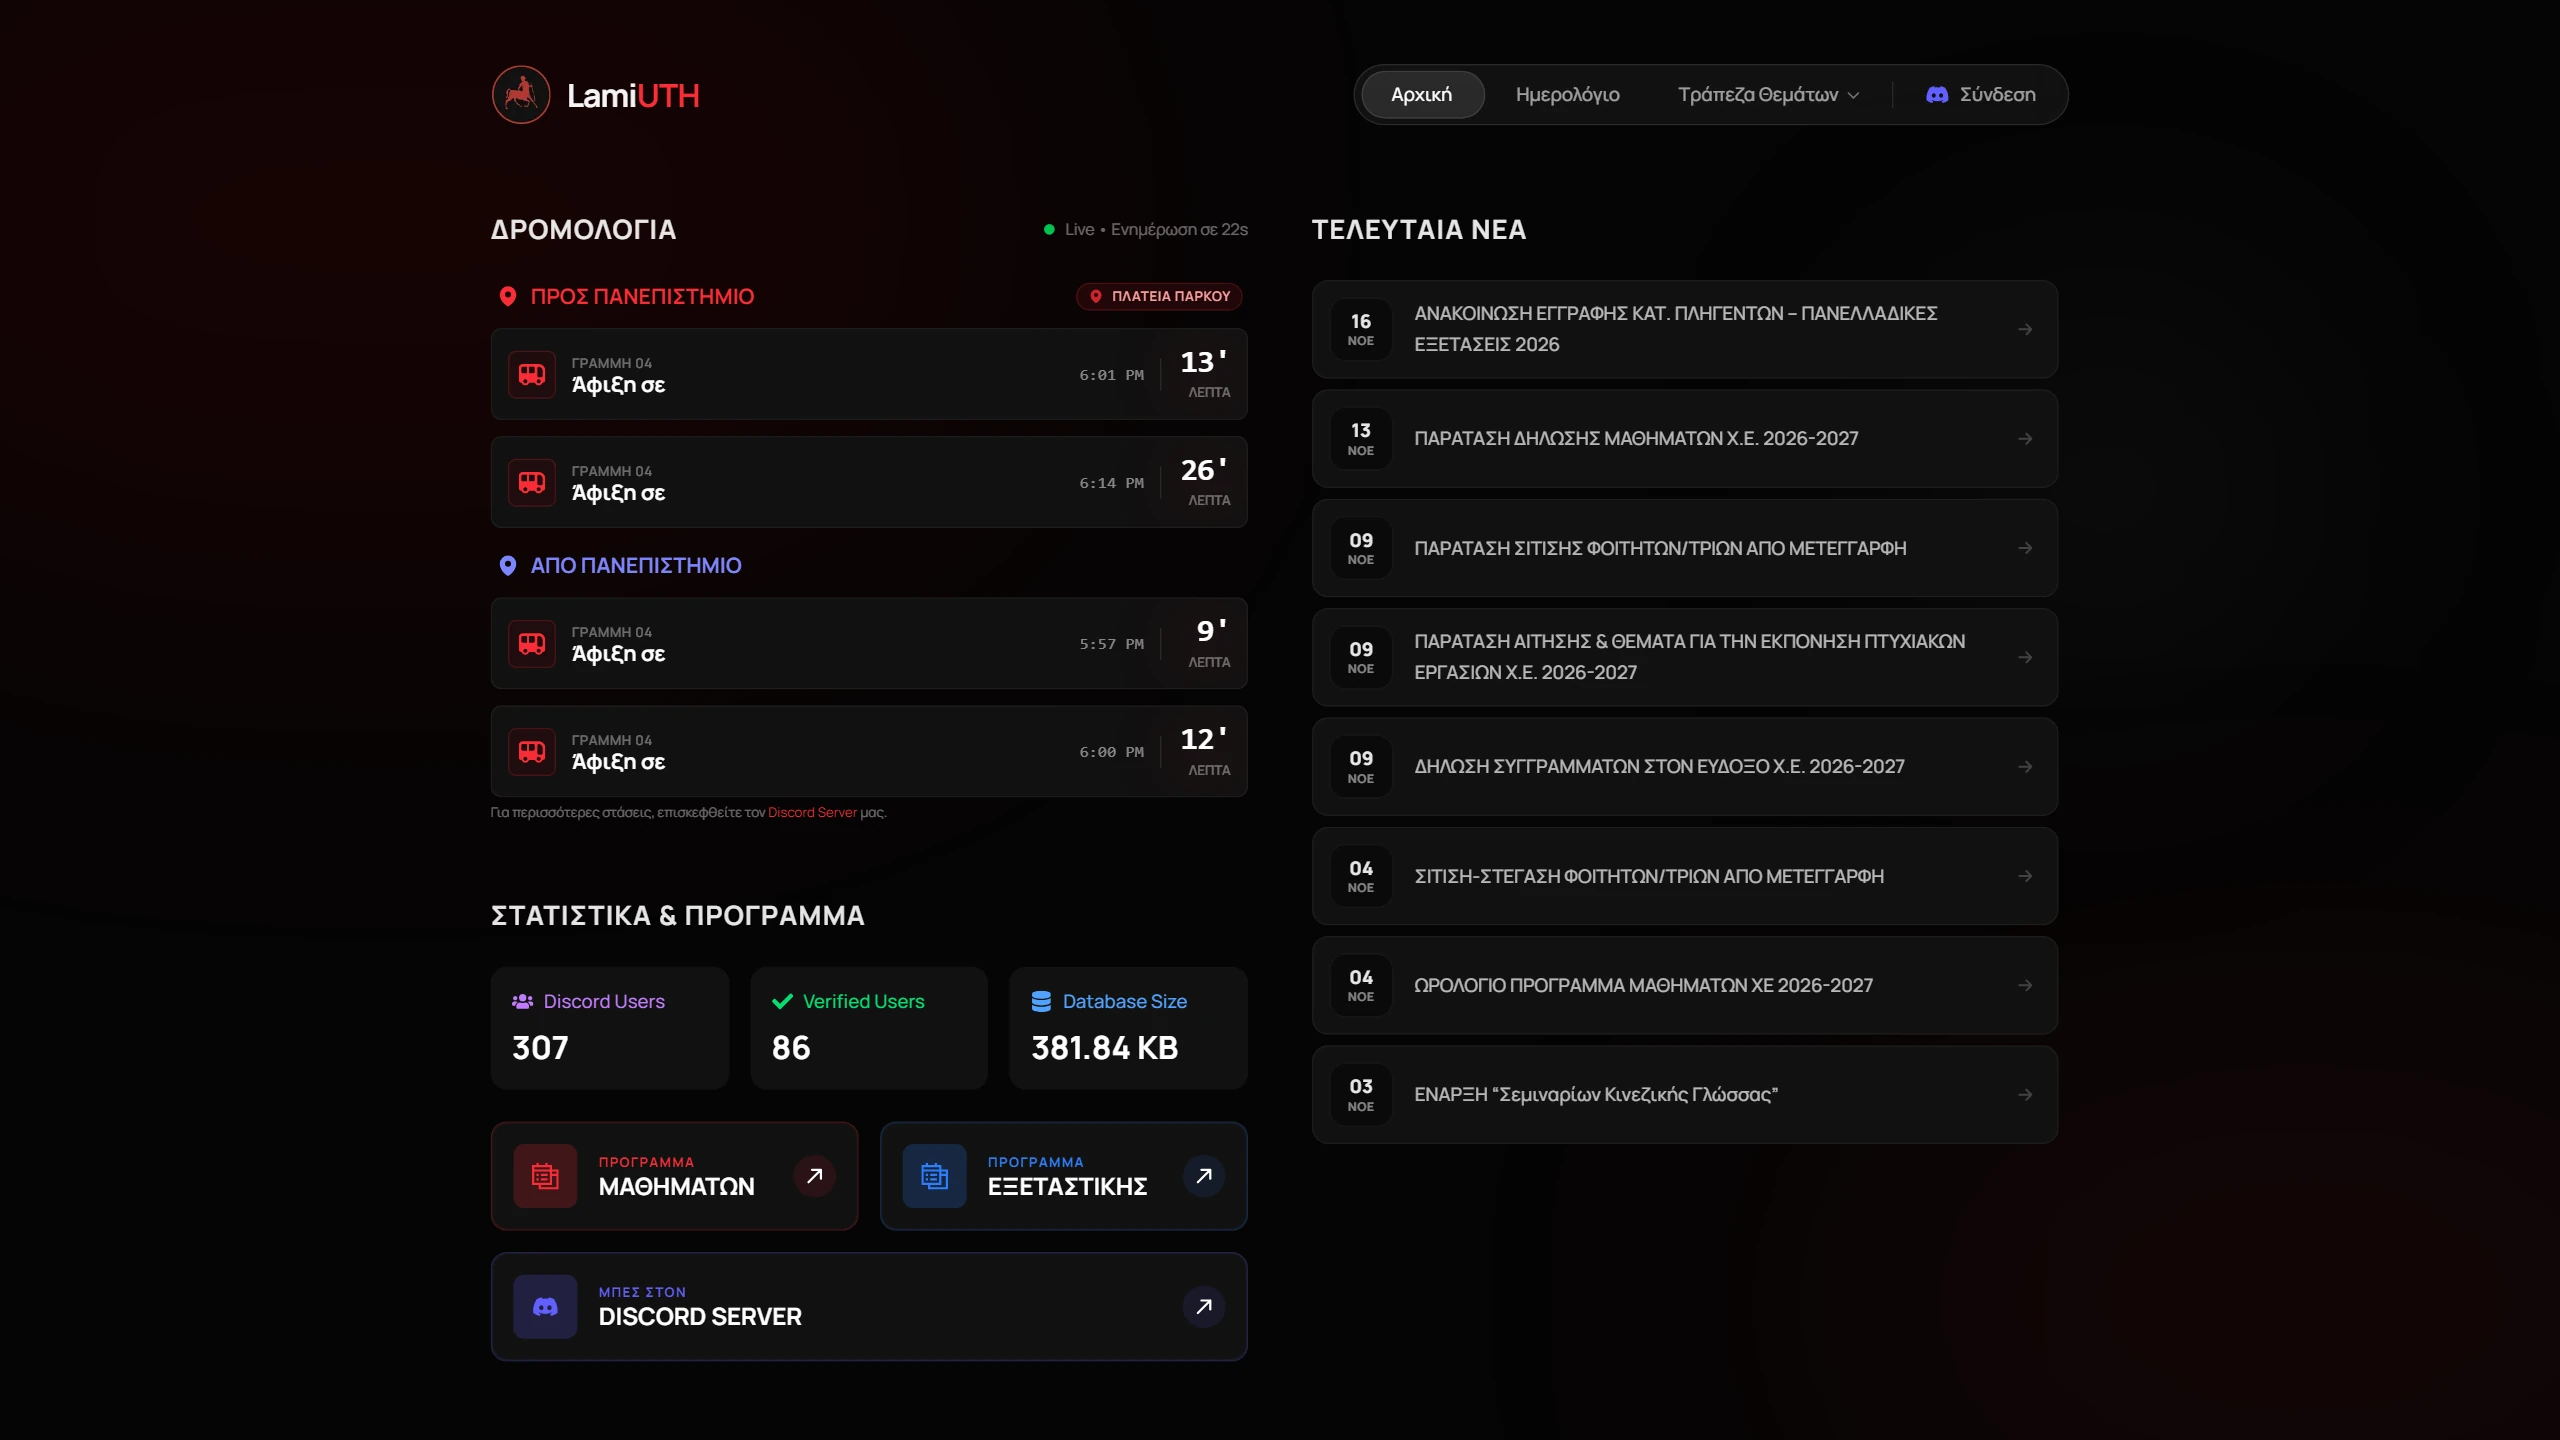 LamiUTH
Αρχική
Ημερολόγιο
Τράπεζα Θεμάτων
Σύνδεση
ΔΡΟΜΟΛΟΓΙΑ
Live • Ενημέρωση σε 22s
ΠΡΟΣ ΠΑΝΕΠΙΣΤΗΜΙΟ
ΠΛΑΤΕΙΑ ΠΑΡΚΟΥ
ΓΡΑΜΜΗ 04
Άφιξη σε
6:01 PM
13'
ΛΕΠΤΑ
ΓΡΑΜΜΗ 04
Άφιξη σε
6:14 PM
26'
ΛΕΠΤΑ
ΑΠΟ ΠΑΝΕΠΙΣΤΗΜΙΟ
ΓΡΑΜΜΗ 04
Άφιξη σε
5:57 PM
9'
ΛΕΠΤΑ
ΓΡΑΜΜΗ 04
Άφιξη σε
6:00 PM
12'
ΛΕΠΤΑ
Για περισσότερες στάσεις, επισκεφθείτε τον Discord Server μας.
ΣΤΑΤΙΣΤΙΚΑ & ΠΡΟΓΡΑΜΜΑ
Discord Users
307
Verified Users
86
Database Size
381.84 KB
ΠΡΟΓΡΑΜΜΑ
ΜΑΘΗΜΑΤΩΝ
ΠΡΟΓΡΑΜΜΑ
ΕΞΕΤΑΣΤΙΚΗΣ
ΜΠΕΣ ΣΤΟΝ
DISCORD SERVER
ΤΕΛΕΥΤΑΙΑ ΝΕΑ
16
ΝΟΕ
ΑΝΑΚΟΙΝΩΣΗ ΕΓΓΡΑΦΗΣ ΚΑΤ. ΠΛΗΓΕΝΤΩΝ – ΠΑΝΕΛΛΑΔΙΚΕΣ
ΕΞΕΤΑΣΕΙΣ 2026
13
ΝΟΕ
ΠΑΡΑΤΑΣΗ ΔΗΛΩΣΗΣ ΜΑΘΗΜΑΤΩΝ Χ.Ε. 2026-2027
09
ΝΟΕ
ΠΑΡΑΤΑΣΗ ΣΙΤΙΣΗΣ ΦΟΙΤΗΤΩΝ/ΤΡΙΩΝ ΑΠΟ ΜΕΤΕΓΓΑΡΦΗ
09
ΝΟΕ
ΠΑΡΑΤΑΣΗ ΑΙΤΗΣΗΣ & ΘΕΜΑΤΑ ΓΙΑ ΤΗΝ ΕΚΠΟΝΗΣΗ ΠΤΥΧΙΑΚΩΝ
ΕΡΓΑΣΙΩΝ Χ.Ε. 2026-2027
09
ΝΟΕ
ΔΗΛΩΣΗ ΣΥΓΓΡΑΜΜΑΤΩΝ ΣΤΟΝ ΕΥΔΟΞΟ Χ.Ε. 2026-2027
04
ΝΟΕ
ΣΙΤΙΣΗ-ΣΤΕΓΑΣΗ ΦΟΙΤΗΤΩΝ/ΤΡΙΩΝ ΑΠΟ ΜΕΤΕΓΓΑΡΦΗ
04
ΝΟΕ
ΩΡΟΛΟΓΙΟ ΠΡΟΓΡΑΜΜΑ ΜΑΘΗΜΑΤΩΝ ΧΕ 2026-2027
03
ΝΟΕ
ΕΝΑΡΞΗ “Σεμιναρίων Κινεζικής Γλώσσας”